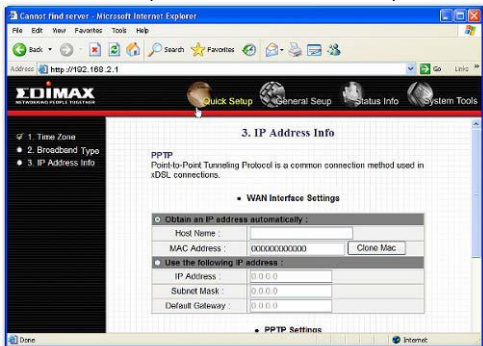 Cannot find server - Microsoft Internet Explorer
File Edit View Favorites Tools Help
Back Search Favorites
Address http://192.168.2.1 Go Links
EDIMAX
NETWORKING PEOPLE TOGETHER
Quick Setup General Seup Status Info System Tools
1. Time Zone
2. Broadband Type
3. IP Address Info
3. IP Address Info
PPTP
Point-to-Point Tunneling Protocol is a common connection method used in
xDSL connections.
WAN Interface Settings
Obtain an IP address automatically :
Host Name :
MAC Address : 000000000000 Clone Mac
Use the following IP address :
IP Address : 0.0.0.0
Subnet Mask : 0.0.0.0
Default Gateway : 0.0.0.0
PPTP Settings
Done Internet